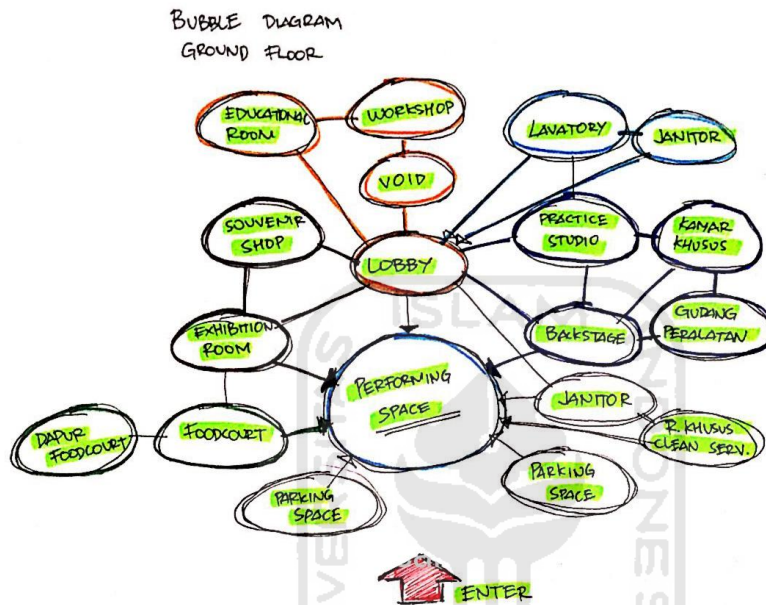 BUBBLE DIAGRAM
GROUND FLOOR
EDUCATIONAL
ROOM
WORKSHOP
LAVATORY
JANITOR
VOID
SOUVENIR
SHOP
PRACTICE
STUDIO
KAMAR
KHUSUS
LOBBY
EXHIBITION
ROOM
BACKSTAGE
GUDANG
PERALATAN
PERFORMING
SPACE
JANITOR
DAPUR
FOODCOURT
FOODCOURT
R. KHUSUS
CLEAN SERV.
PARKING
SPACE
PARKING
SPACE
ENTER
ISLAM